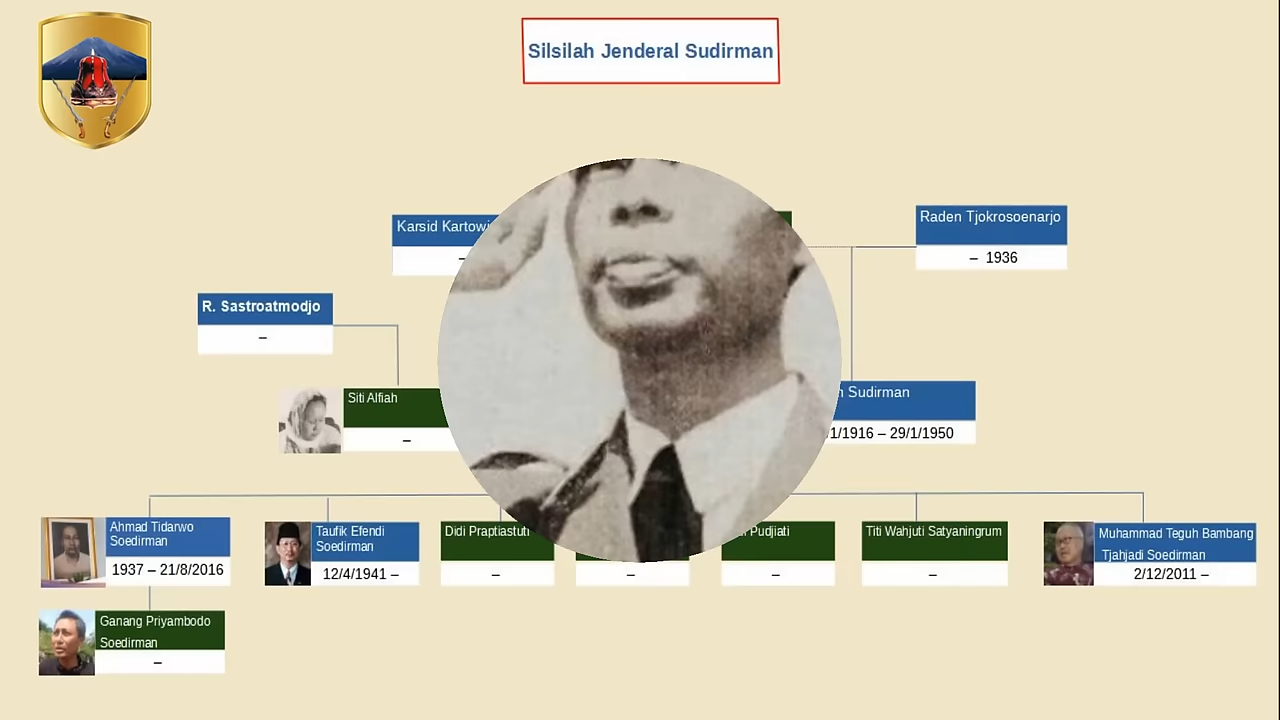 Silsilah Jenderal Sudirman
Karsid
Raden Tjokrosoenarjo
–
– 1936
R. Sastroatmodjo
–
Siti Alfiah
–
Sudirman
1/1916 – 29/1/1950
Ahmad Tidarwo
Soedirman
1937 – 21/8/2016
Taufik Efendi
Soedirman
12/4/1941 –
Didi Praptiastuti
–
–
Pudjiati
–
Titi Wahjuti Satyaningrum
–
Muhammad Teguh Bambang
Tjahjadi Soedirman
2/12/2011 –
Ganang Priyambodo
Soedirman
–